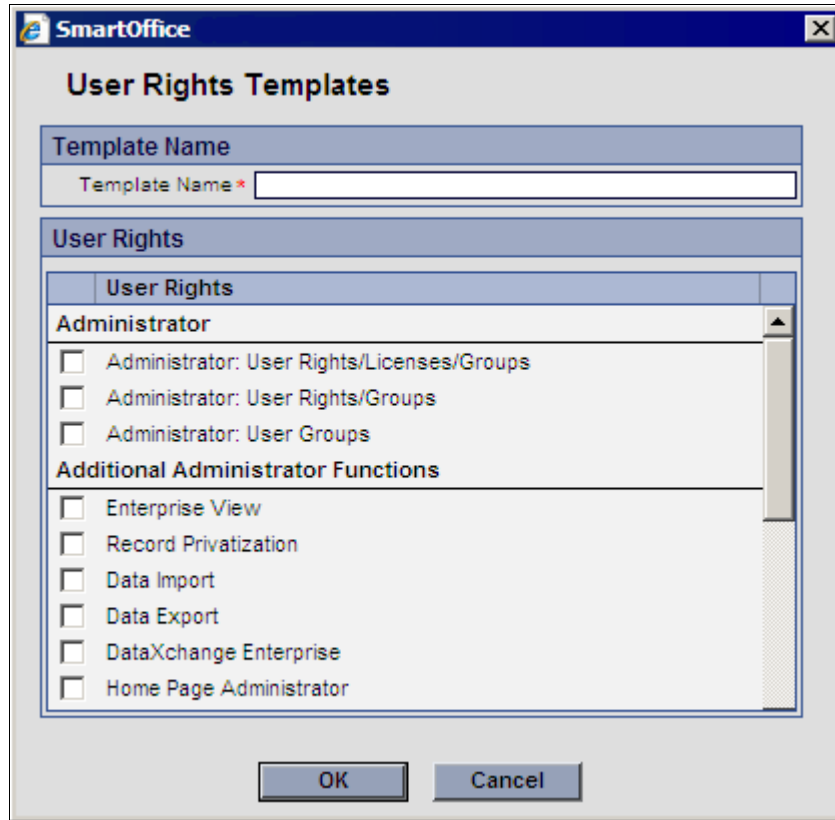 SmartOffice
User Rights Templates
Template Name
Template Name *
User Rights
User Rights
Administrator
Administrator: User Rights/Licenses/Groups
Administrator: User Rights/Groups
Administrator: User Groups
Additional Administrator Functions
Enterprise View
Record Privatization
Data Import
Data Export
DataXchange Enterprise
Home Page Administrator
OK Cancel